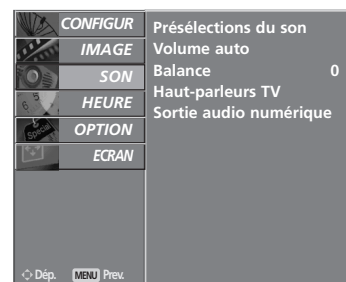 CONFIGUR
IMAGE
SON
HEURE
OPTION
ECRAN
Présélections du son
Volume auto
Balance 0
Haut-parleurs TV
Sortie audio numérique
Dép. MENU Prev.